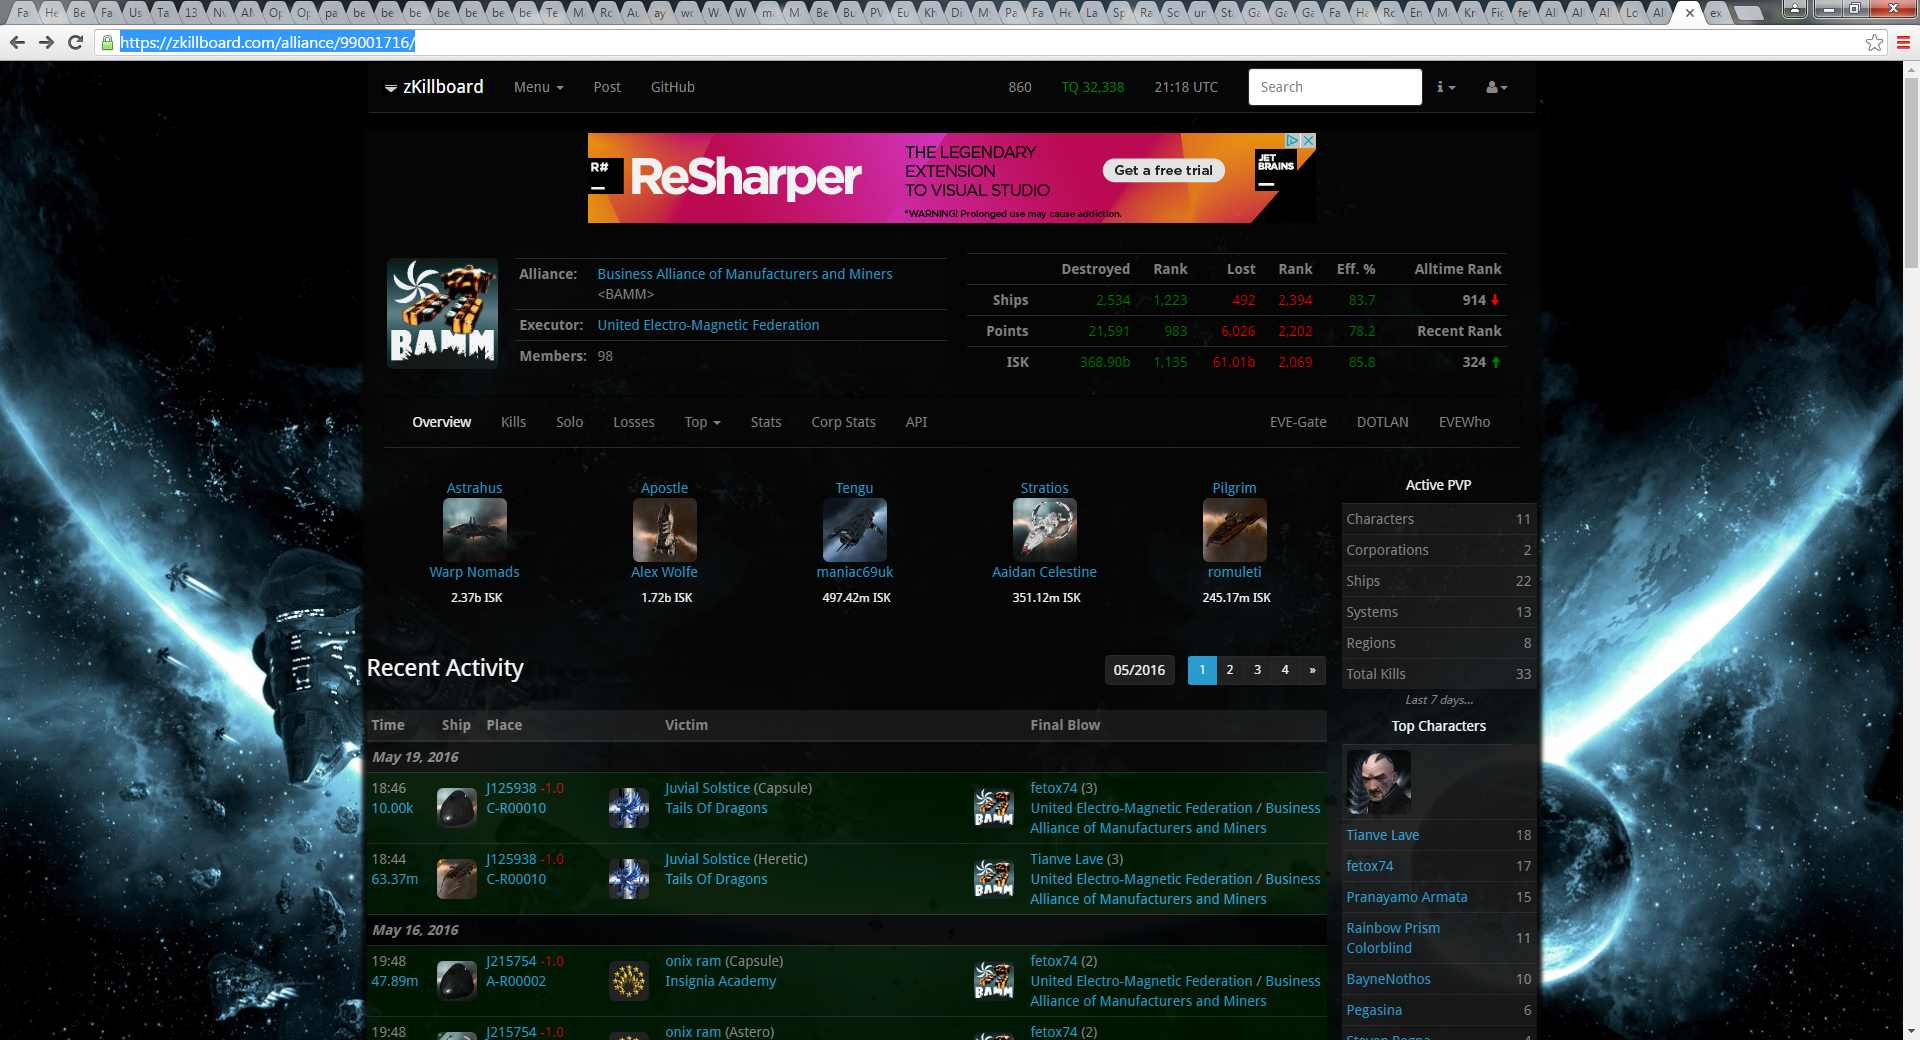 https://zkillboard.com/alliance/99001716/
zKillboard Menu Post GitHub 860 TQ 32,338 21:18 UTC Search
R#
ReSharper
THE LEGENDARY
EXTENSION
TO VISUAL STUDIO
*WARNING! Prolonged use may cause addiction.
Get a free trial
JET
BRAINS
BAMM
Alliance: Business Alliance of Manufacturers and Miners
<BAMM>
Executor: United Electro-Magnetic Federation
Members: 98
Destroyed Rank Lost Rank Eff. % Alltime Rank
Ships 2,534 1,223 492 2,394 83.7 914
Points 21,591 983 6,026 2,202 78.2 Recent Rank
ISK 368.90b 1,135 61.01b 2,069 85.8 324
Overview Kills Solo Losses Top Stats Corp Stats API EVE-Gate DOTLAN EVEWho
Astrahus Apostle Tengu Stratios Pilgrim
Warp Nomads Alex Wolfe maniac69uk Aaidan Celestine romuleti
2.37b ISK 1.72b ISK 497.42m ISK 351.12m ISK 245.17m ISK
Active PVP
Characters 11
Corporations 2
Ships 22
Systems 13
Regions 8
Total Kills 33
Last 7 days...
Top Characters
Tianve Lave 18
fetox74 17
Pranayamo Armata 15
Rainbow Prism
Colorblind 11
BayneNothos 10
Pegasina 6
Recent Activity 05/2016 1 2 3 4 »
Time Ship Place Victim Final Blow
May 19, 2016
18:46 J125938 -1.0 Juvial Solstice (Capsule) fetox74 (3)
10.00k C-R00010 Tails Of Dragons United Electro-Magnetic Federation / Business
Alliance of Manufacturers and Miners
18:44 J125938 -1.0 Juvial Solstice (Heretic) Tianve Lave (3)
63.37m C-R00010 Tails Of Dragons United Electro-Magnetic Federation / Business
Alliance of Manufacturers and Miners
May 16, 2016
19:48 J215754 -1.0 onix ram (Capsule) fetox74 (2)
47.89m A-R00002 Insignia Academy United Electro-Magnetic Federation / Business
Alliance of Manufacturers and Miners
19:48 J215754 -1.0 onix ram (Astero) fetox74 (2)